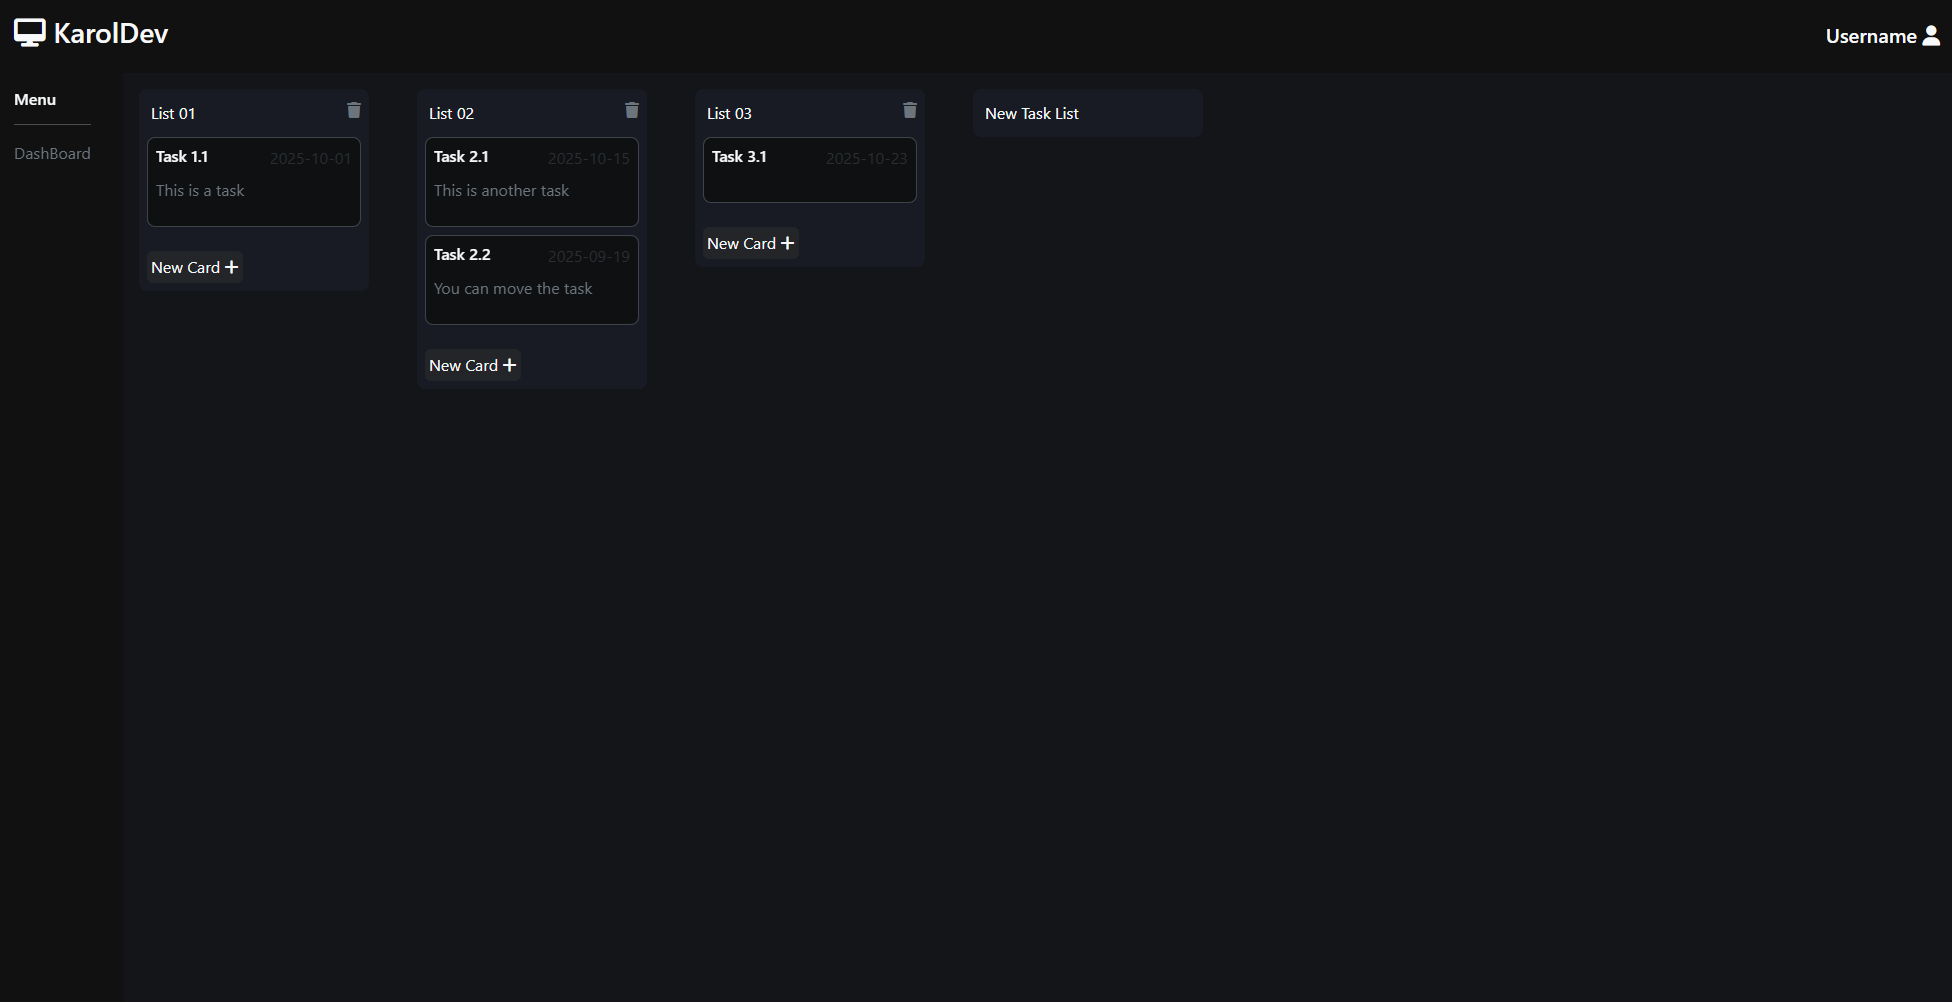 KarolDev
Username
Menu
DashBoard
List 01
Task 1.1
2025-10-01
This is a task
New Card
List 02
Task 2.1
2025-10-15
This is another task
Task 2.2
2025-09-19
You can move the task
New Card
List 03
Task 3.1
2025-10-23
New Card
New Task List